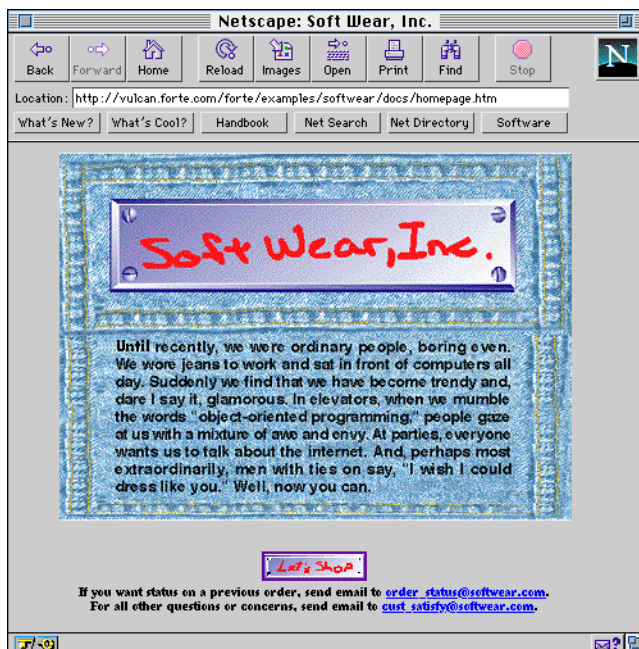 Netscape: Soft Wear, Inc.
Back Forward Home Reload Images Open Print Find Stop
N
Location: http://vulcan.forte.com/forte/examples/softwear/docs/homepage.htm
What's New? What's Cool? Handbook Net Search Net Directory Software
Soft Wear, Inc.
Until recently, we were ordinary people, boring even.
We wore jeans to work and sat in front of computers all
day. Suddenly we find that we have become trendy and,
dare I say it, glamorous. In elevators, when we mumble
the words "object-oriented programming," people gaze
at us with a mixture of awe and envy. At parties, everyone
wants us to talk about the internet. And, perhaps most
extraordinarily, men with ties on say, "I wish I could
dress like you." Well, now you can.
Let's Shop
If you want status on a previous order, send email to order_status@softwear.com.
For all other questions or concerns, send email to cust_satisfy@softwear.com.
?